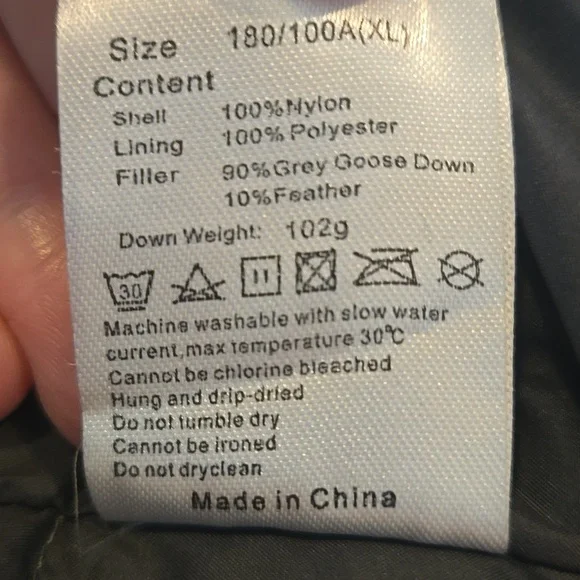 Size 180/100A(XL)
Content
Shell 100%Nylon
Lining 100% Polyester
Filler 90%Grey Goose Down
10%Feather
Down Weight: 102g
30
Machine washable with slow water
current,max temperature 30℃
Cannot be chlorine bleached
Hung and drip-dried
Do not tumble dry
Cannot be ironed
Do not dryclean
Made in China